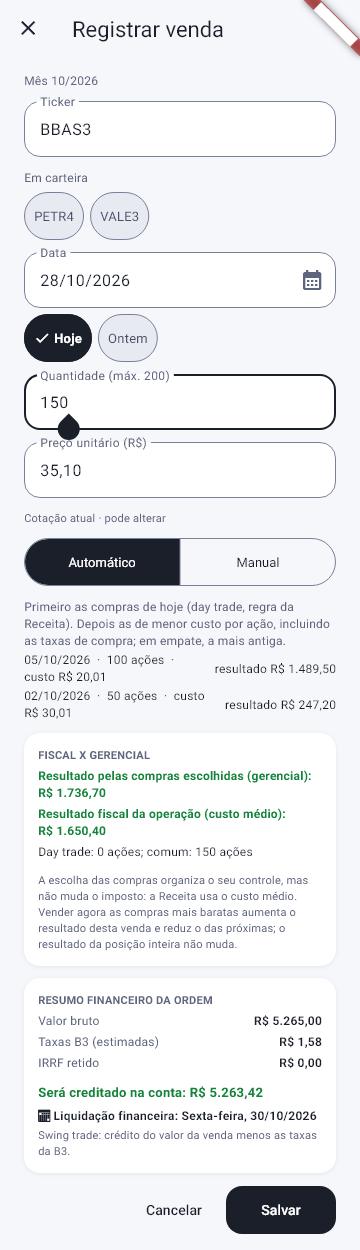 Registrar venda
Mês 10/2026
Ticker
BBAS3
Em carteira
PETR4 VALE3
Data
28/10/2026
Hoje Ontem
Quantidade (máx. 200)
150
Preço unitário (R$)
35,10
Cotação atual · pode alterar
Automático Manual
Primeiro as compras de hoje (day trade, regra da
Receita). Depois as de menor custo por ação, incluindo
as taxas de compra; em empate, a mais antiga.
05/10/2026 · 100 ações ·
custo R$ 20,01
resultado R$ 1.489,50
02/10/2026 · 50 ações · custo
R$ 30,01
resultado R$ 247,20
FISCAL X GERENCIAL
Resultado pelas compras escolhidas (gerencial):
R$ 1.736,70
Resultado fiscal da operação (custo médio):
R$ 1.650,40
Day trade: 0 ações; comum: 150 ações
A escolha das compras organiza o seu controle, mas
não muda o imposto: a Receita usa o custo médio.
Vender agora as compras mais baratas aumenta o
resultado desta venda e reduz o das próximas; o
resultado da posição inteira não muda.
RESUMO FINANCEIRO DA ORDEM
Valor bruto R$ 5.265,00
Taxas B3 (estimadas) R$ 1,58
IRRF retido R$ 0,00
Será creditado na conta: R$ 5.263,42
Liquidação financeira: Sexta-feira, 30/10/2026
Swing trade: crédito do valor da venda menos as taxas
da B3.
Cancelar Salvar